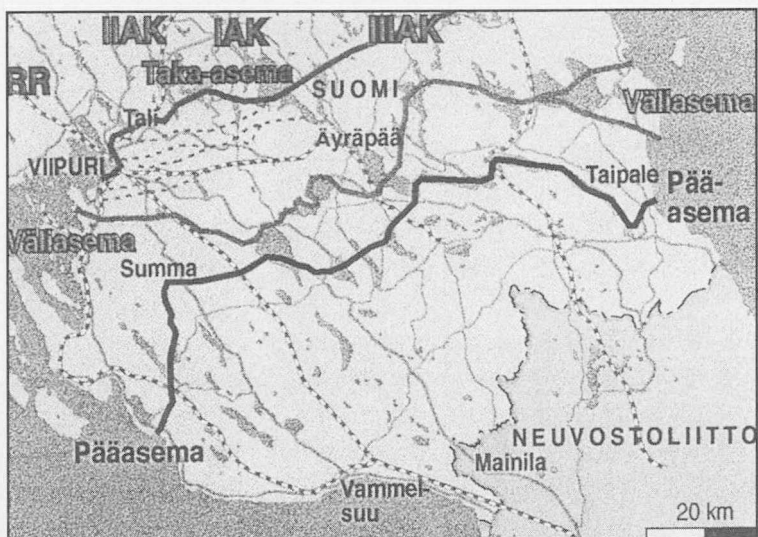 IIAK
IAK
IIIAK
RR
Taka-asema
SUOMI
Tali
Väliasema
Äyräpää
VIIPURI
Taipale
Pää-
asema
Väliasema
Summa
NEUVOSTOLIITTO
Pääasema
Mainila
Vammel-
suu
20 km